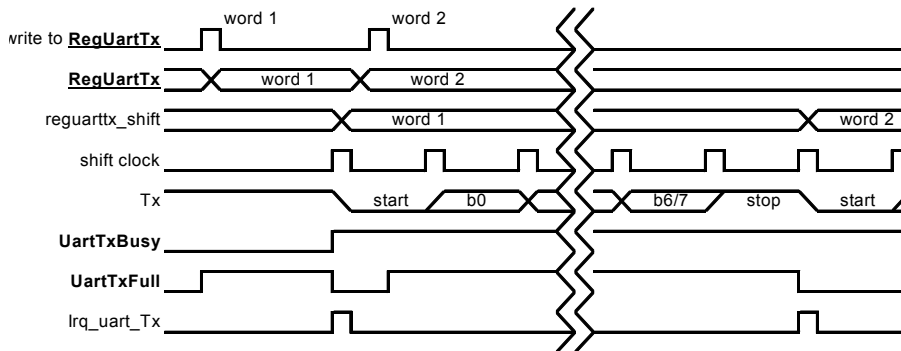 word 1 word 2
write to RegUartTx
RegUartTx word 1 word 2
reguarttx_shift word 1 word 2
shift clock
Tx start b0 b6/7 stop start
UartTxBusy
UartTxFull
Irq_uart_Tx